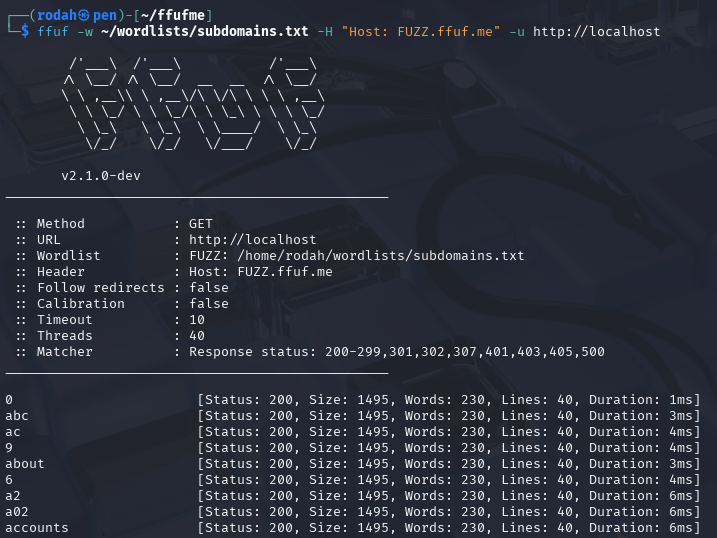 ┌──(rodah㉿pen)-[~/ffufme]
└─$ ffuf -w ~/wordlists/subdomains.txt -H "Host: FUZZ.ffuf.me" -u http://localhost
v2.1.0-dev
:: Method : GET
:: URL : http://localhost
:: Wordlist : FUZZ: /home/rodah/wordlists/subdomains.txt
:: Header : Host: FUZZ.ffuf.me
:: Follow redirects : false
:: Calibration : false
:: Timeout : 10
:: Threads : 40
:: Matcher : Response status: 200-299,301,302,307,401,403,405,500
0 [Status: 200, Size: 1495, Words: 230, Lines: 40, Duration: 1ms]
abc [Status: 200, Size: 1495, Words: 230, Lines: 40, Duration: 3ms]
ac [Status: 200, Size: 1495, Words: 230, Lines: 40, Duration: 4ms]
9 [Status: 200, Size: 1495, Words: 230, Lines: 40, Duration: 4ms]
about [Status: 200, Size: 1495, Words: 230, Lines: 40, Duration: 3ms]
6 [Status: 200, Size: 1495, Words: 230, Lines: 40, Duration: 4ms]
a2 [Status: 200, Size: 1495, Words: 230, Lines: 40, Duration: 6ms]
a02 [Status: 200, Size: 1495, Words: 230, Lines: 40, Duration: 6ms]
accounts [Status: 200, Size: 1495, Words: 230, Lines: 40, Duration: 6ms]